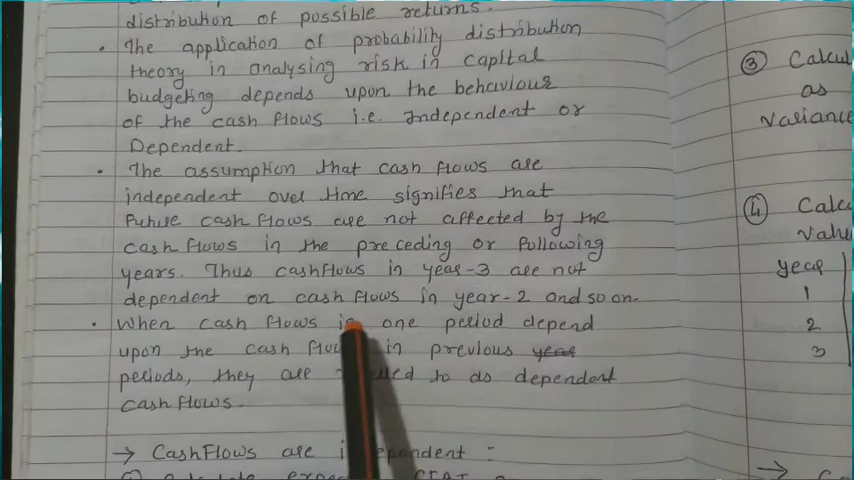 distribution of possible returns.
• The application of probability distribution
theory in analysing risk in capital
budgeting depends upon the behaviour
of the cash flows i.e. Independent or
Dependent.
• The assumption that cash flows are
independent over time signifies that
future cash flows are not affected by the
cash flows in the preceding or following
years. Thus cashflows in year-3 are not
dependent on cash flows in year-2 and so on.
• When cash flows in one period depend
upon the cash flow in previous year
periods, they are to as dependent
cash flows.
→ CashFlows are independent :
③ Calcul
as
Variance
④ Calcu
Value
year
1
2
3
→